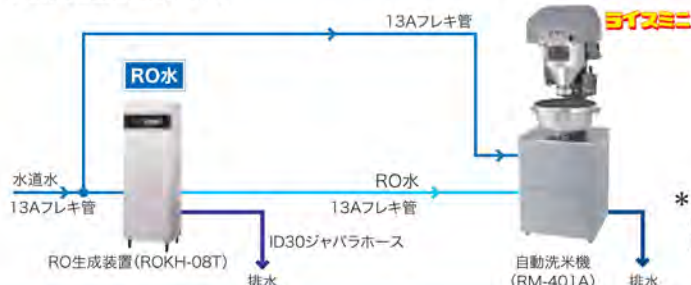 13Aフレキ管
ライスミニ
RO水
水道水
13Aフレキ管
RO水
13Aフレキ管
*
ID30ジャバラホース
RO生成装置(ROKH-08T)
排水
自動洗米機
(RM-401A)
排水